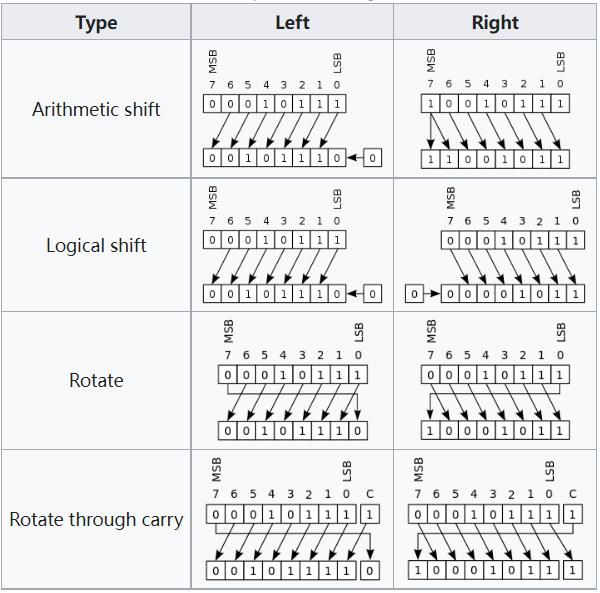 Type Left Right
MSB LSB MSB LSB
7 6 5 4 3 2 1 0 7 6 5 4 3 2 1 0
0 0 0 1 0 1 1 1 1 0 0 1 0 1 1 1
Arithmetic shift
0 0 1 0 1 1 1 0 0 1 1 0 0 1 0 1 1
MSB LSB MSB LSB
7 6 5 4 3 2 1 0 7 6 5 4 3 2 1 0
0 0 0 1 0 1 1 1 0 0 0 1 0 1 1 1
Logical shift
0 0 1 0 1 1 1 0 0 0 0 0 0 0 1 0 1 1
MSB LSB MSB LSB
7 6 5 4 3 2 1 0 7 6 5 4 3 2 1 0
0 0 0 1 0 1 1 1 0 0 0 1 0 1 1 1
Rotate
0 0 1 0 1 1 1 0 1 0 0 0 1 0 1 1
MSB LSB MSB LSB
7 6 5 4 3 2 1 0 C 7 6 5 4 3 2 1 0 C
0 0 0 1 0 1 1 1 1 0 0 0 1 0 1 1 1 1
Rotate through carry
0 0 1 0 1 1 1 1 0 1 0 0 0 1 0 1 1 1